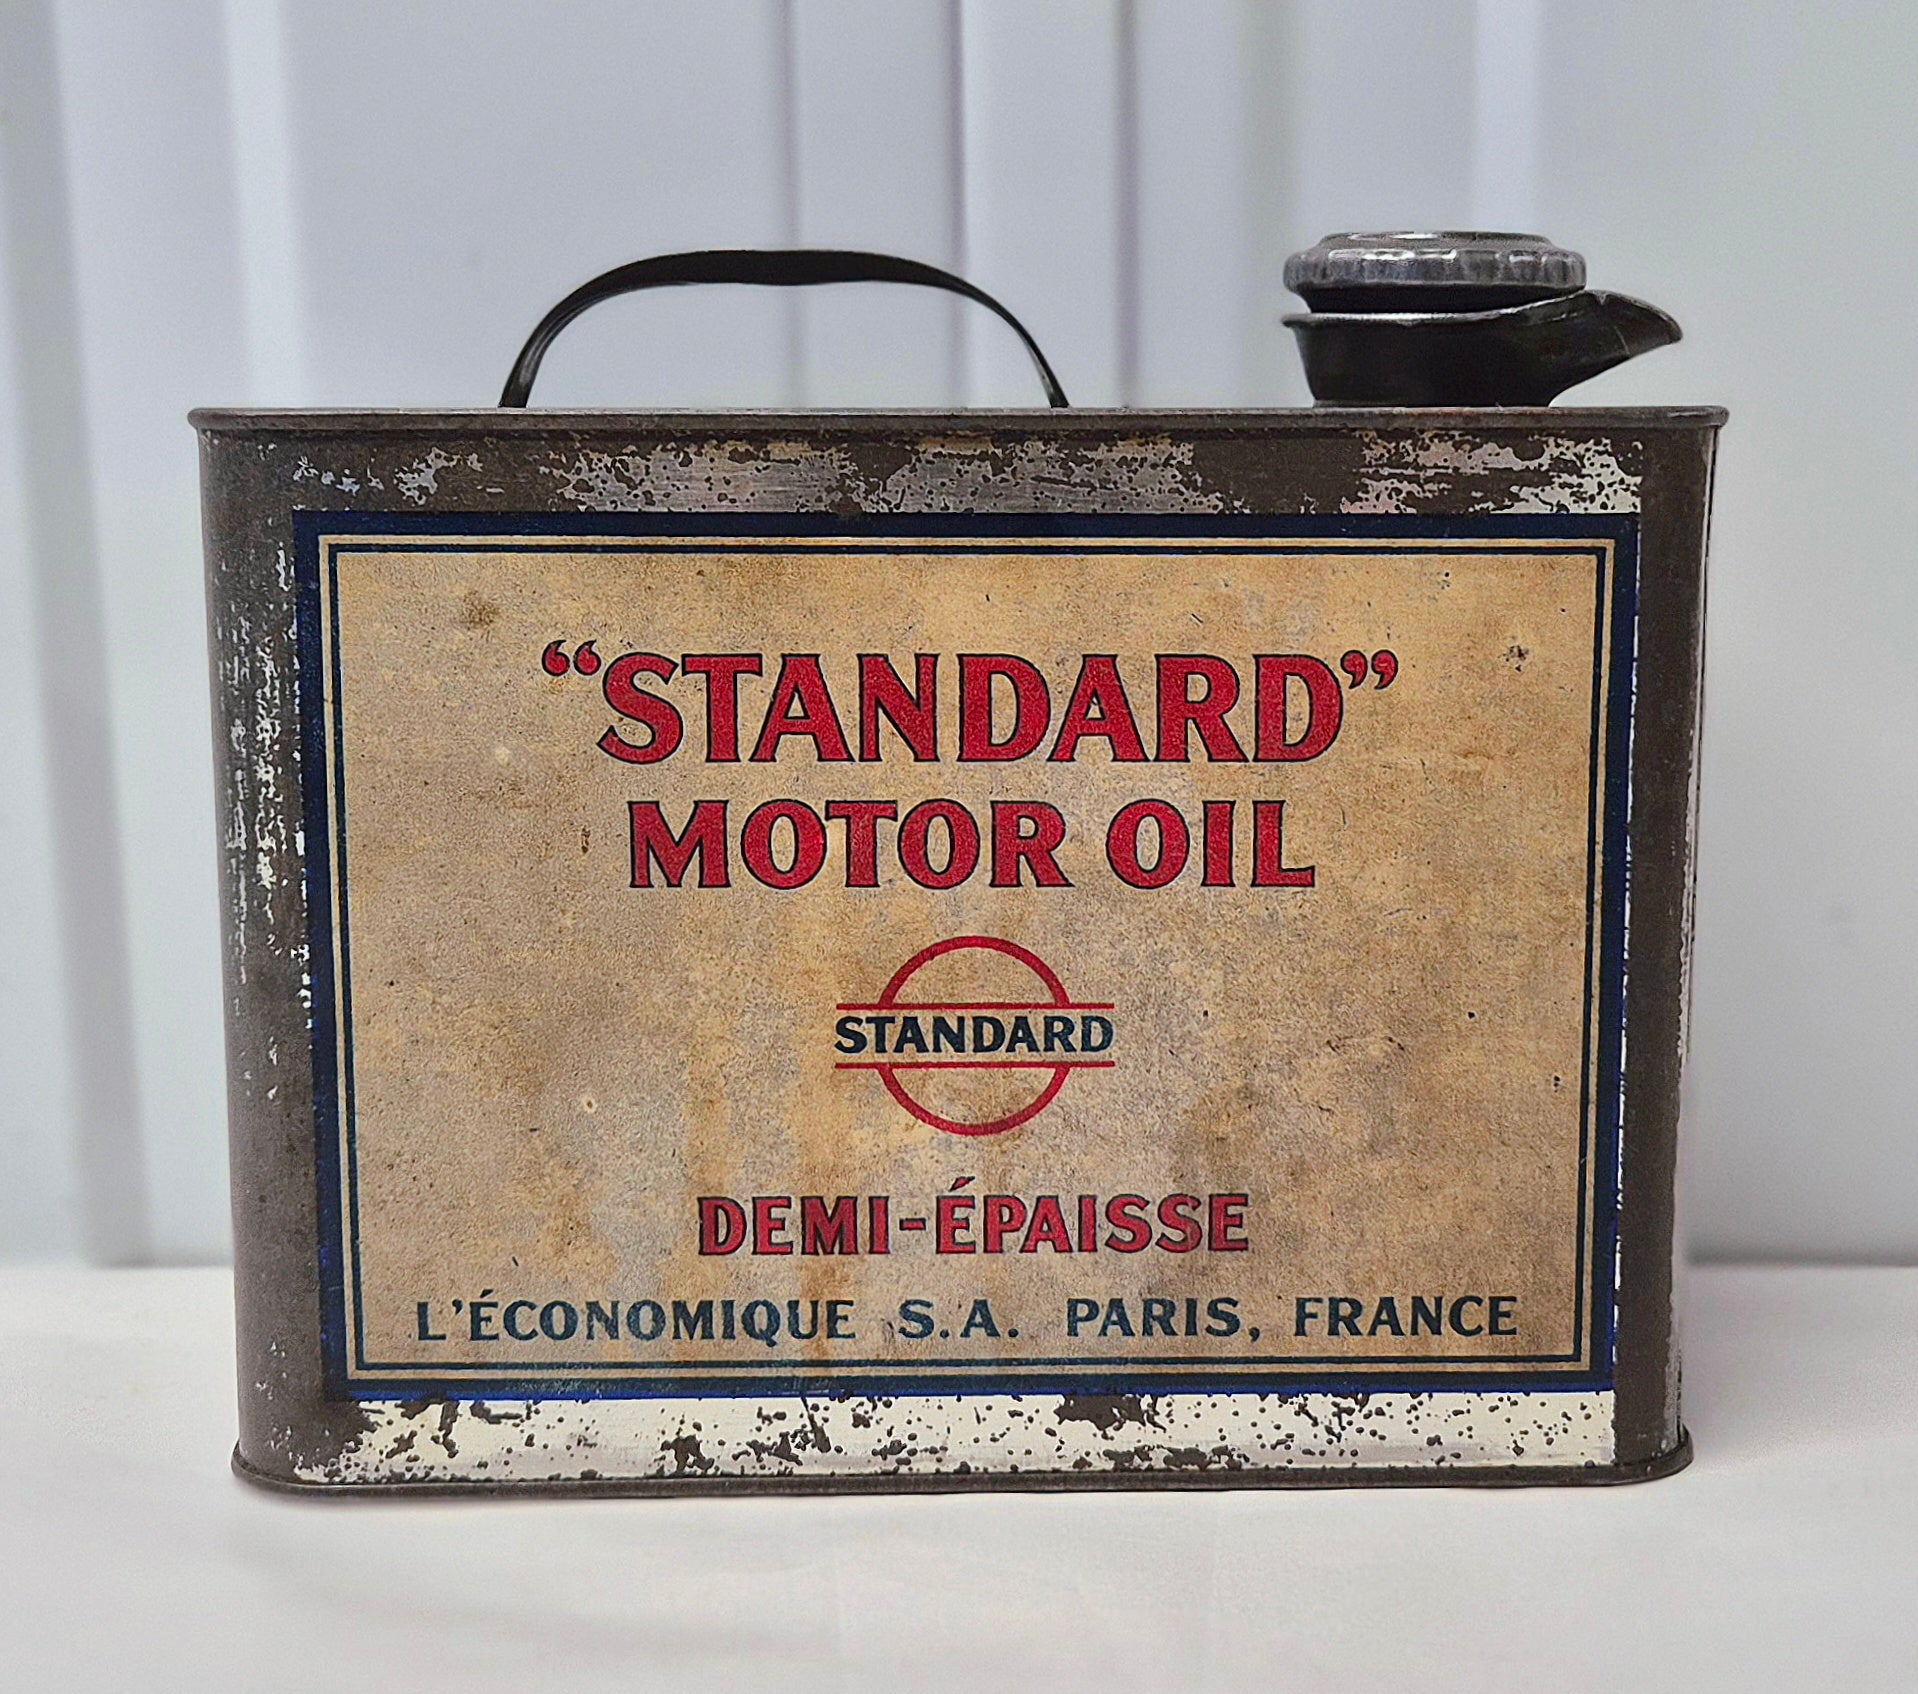 “STANDARD”
MOTOR OIL
STANDARD
DEMI-ÉPAISSE
L’ÉCONOMIQUE S.A. PARIS, FRANCE